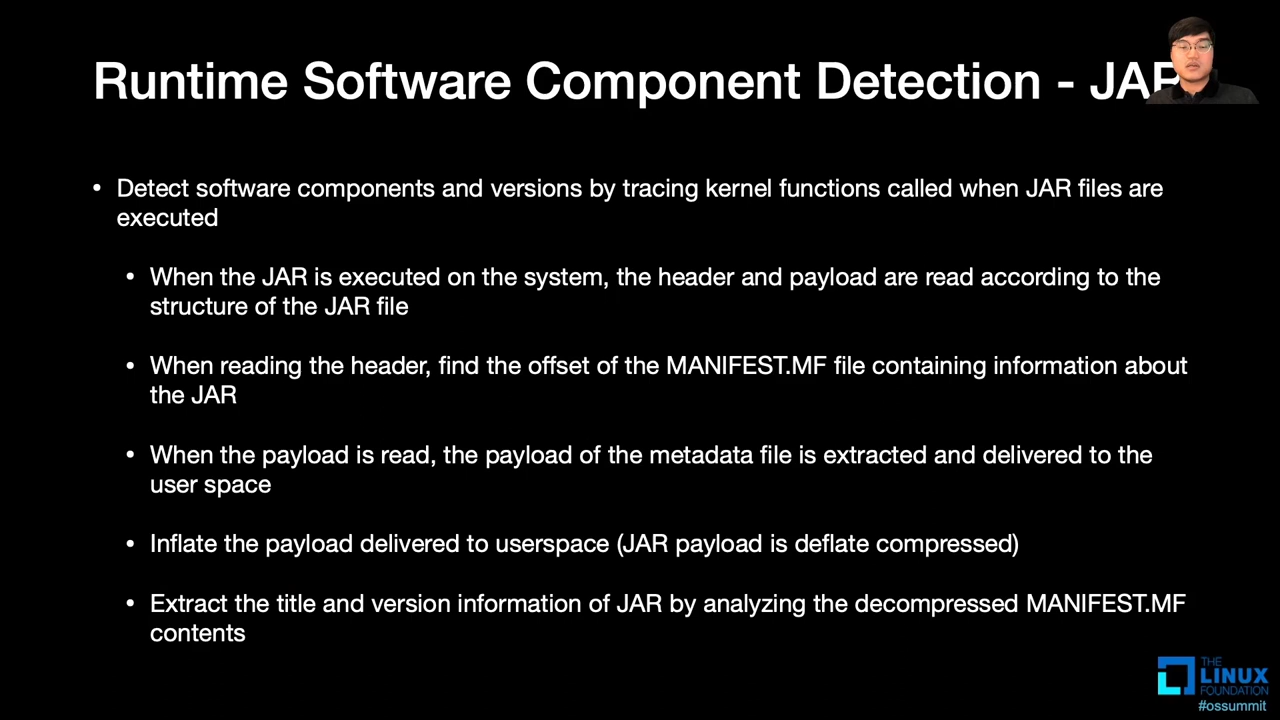 Runtime Software Component Detection - JAR
• Detect software components and versions by tracing kernel functions called when JAR files are
executed
• When the JAR is executed on the system, the header and payload are read according to the
structure of the JAR file
• When reading the header, find the offset of the MANIFEST.MF file containing information about
the JAR
• When the payload is read, the payload of the metadata file is extracted and delivered to the
user space
• Inflate the payload delivered to userspace (JAR payload is deflate compressed)
• Extract the title and version information of JAR by analyzing the decompressed MANIFEST.MF
contents
THE
LINUX
FOUNDATION
#ossummit